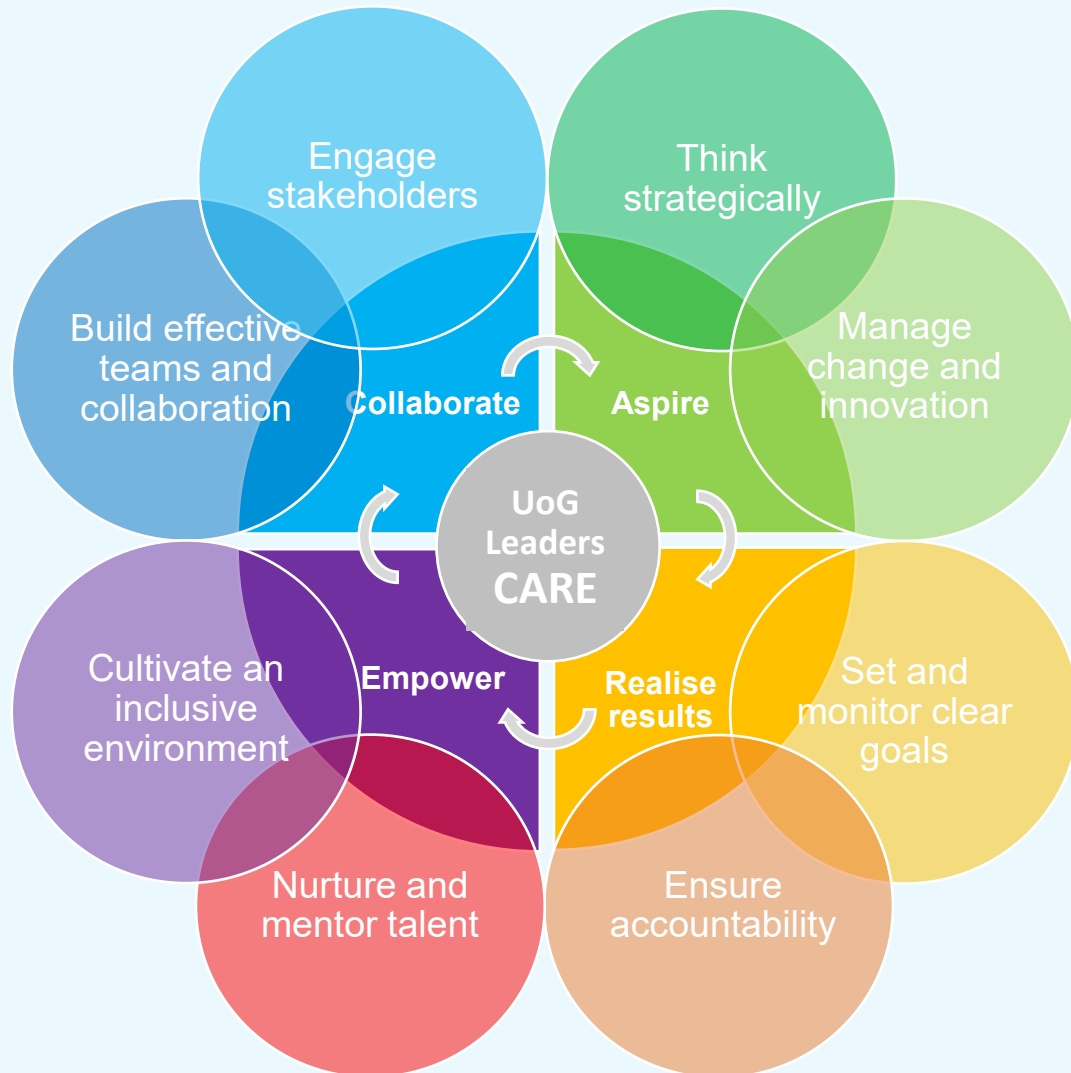 Engage
stakeholders
Think
strategically
Build effective
teams and
collaboration
Manage
change and
innovation
Collaborate
Aspire
UoG
Leaders
CARE
Cultivate an
inclusive
environment
Empower
Realise
results
Set and
monitor clear
goals
Nurture and
mentor talent
Ensure
accountability